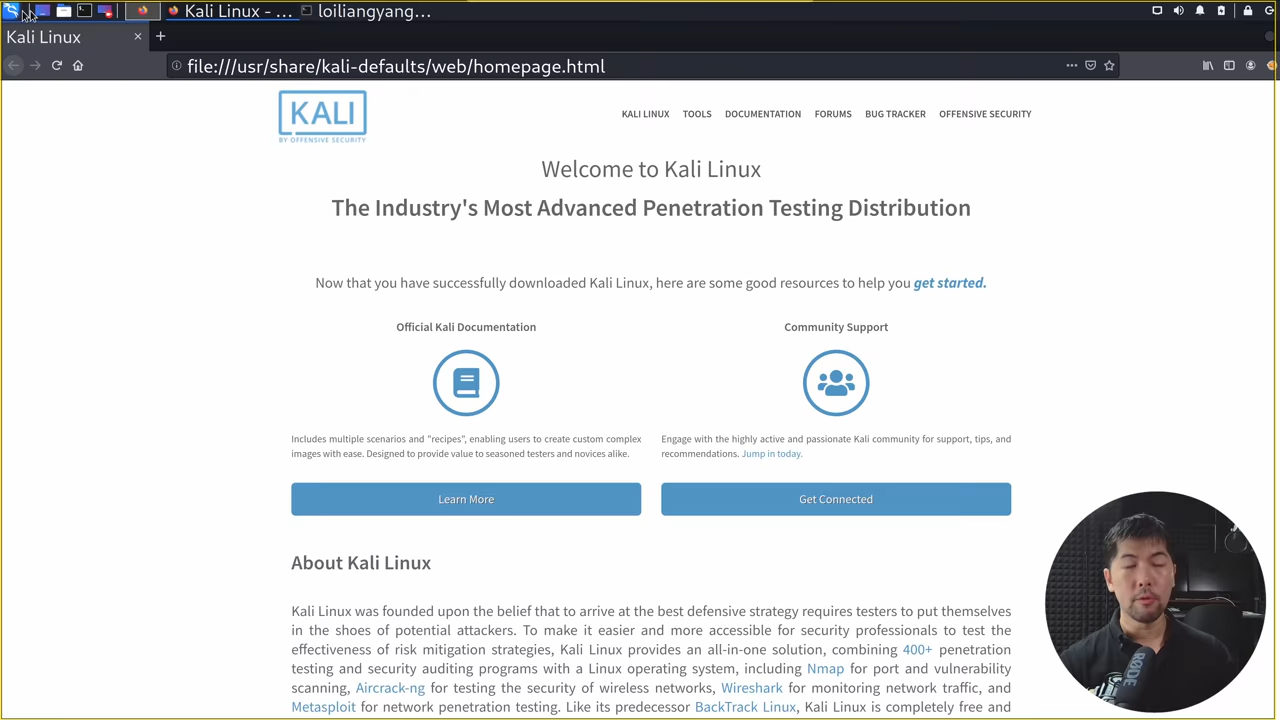 Kali Linux - ...
loiliangyang...
Kali Linux
file:///usr/share/kali-defaults/web/homepage.html
KALI
BY OFFENSIVE SECURITY
KALI LINUX TOOLS DOCUMENTATION FORUMS BUG TRACKER OFFENSIVE SECURITY
Welcome to Kali Linux
The Industry's Most Advanced Penetration Testing Distribution
Now that you have successfully downloaded Kali Linux, here are some good resources to help you get started.
Official Kali Documentation
Includes multiple scenarios and "recipes", enabling users to create custom complex
images with ease. Designed to provide value to seasoned testers and novices alike.
Learn More
Community Support
Engage with the highly active and passionate Kali community for support, tips, and
recommendations. Jump in today.
Get Connected
About Kali Linux
Kali Linux was founded upon the belief that to arrive at the best defensive strategy requires testers to put themselves
in the shoes of potential attackers. To make it easier and more accessible for security professionals to test the
effectiveness of risk mitigation strategies, Kali Linux provides an all-in-one solution, combining 400+ penetration
testing and security auditing programs with a Linux operating system, including Nmap for port and vulnerability
scanning, Aircrack-ng for testing the security of wireless networks, Wireshark for monitoring network traffic, and
Metasploit for network penetration testing. Like its predecessor BackTrack Linux, Kali Linux is completely free and
RØDE